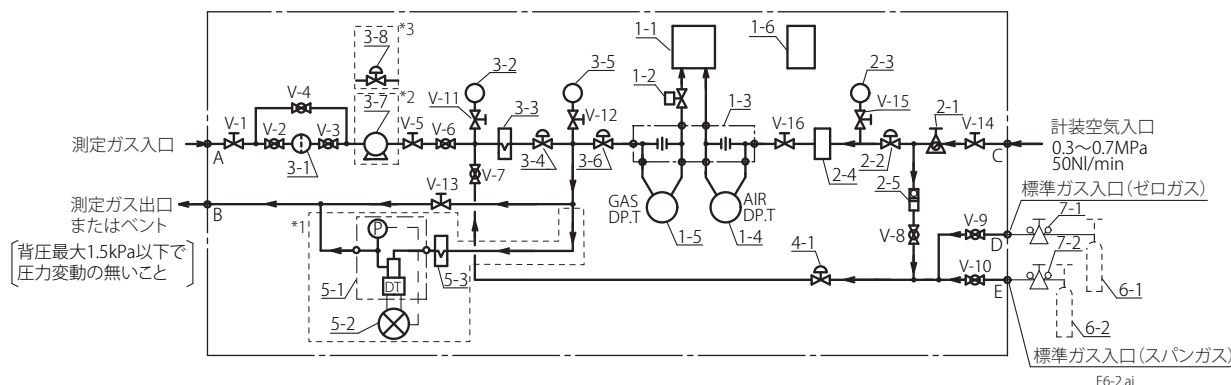 *3
3-8
V-4
V-1
V-2
V-3
3-1
*2
3-7
V-5
V-6
3-2
V-11
3-3
3-4
3-5
V-12
3-6
V-7
1-1
1-2
1-3
1-6
2-3
V-15
V-16
2-4
2-2
2-1
V-14
測定ガス入口
A
C
計装空気入口
0.3～0.7MPa
50Nl/min
測定ガス出口
またはベント
背圧最大1.5kPa以下で
圧力変動の無いこと
B
V-13
*1
P
DT
5-1
5-2
5-3
GAS
DP.T
1-5
AIR
DP.T
1-4
2-5
V-8
4-1
標準ガス入口(ゼロガス)
V-9
D
7-1
7-2
V-10
E
6-1
6-2
標準ガス入口(スパンガス)
F6-2.ai